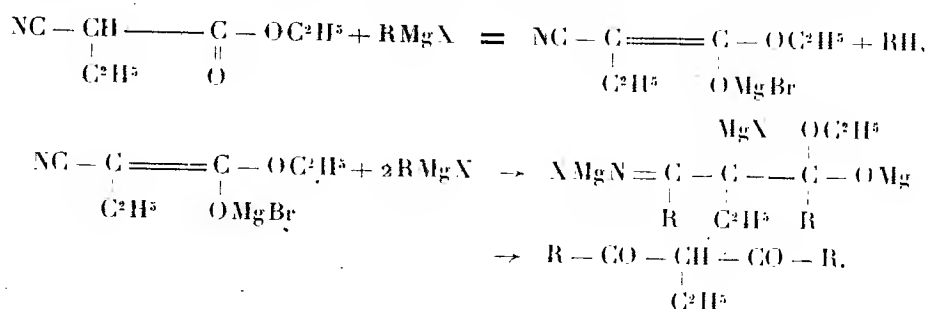 NC — CH — C — OC²H⁵ + RMgX = NC — C = C — OC²H⁵ + RH,
C²H⁵ O C²H⁵ OMgBr
MgX OC²H⁵
NC — C = C — OC²H⁵ + 2RMgX → XMgN = C — C — C — OMg
C²H⁵ OMgBr R C²H⁵ R
→ R — CO — CH — CO — R.
C²H⁵